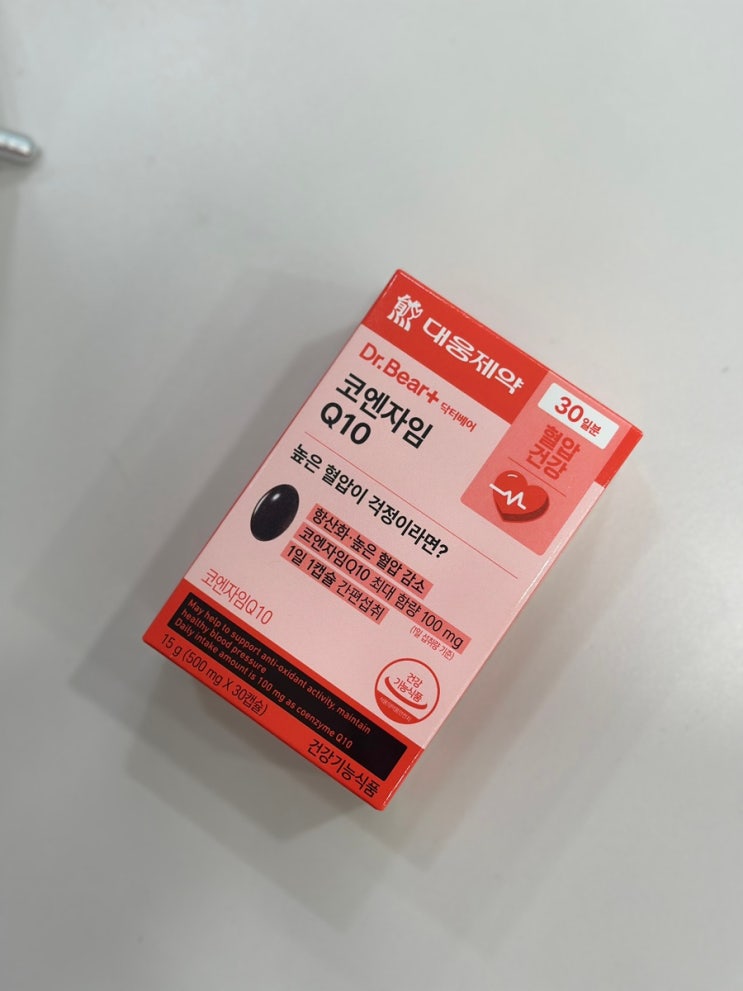 대웅제약
Dr.Bear+ 닥터베어
코엔자임
Q10
30일분
혈압
건강
높은 혈압이 걱정이라면?
항산화·높은 혈압 감소
코엔자임Q10 최대 함량 100 mg
(1일 섭취량 기준)
1일 1캡슐 간편섭취
코엔자임Q10
건강
기능식품
May help to support anti-oxidant activity, maintain
healthy blood pressure
Daily intake amount is 100 mg as coenzyme Q10
15 g (500 mg X 30캡슐)
건강기능식품